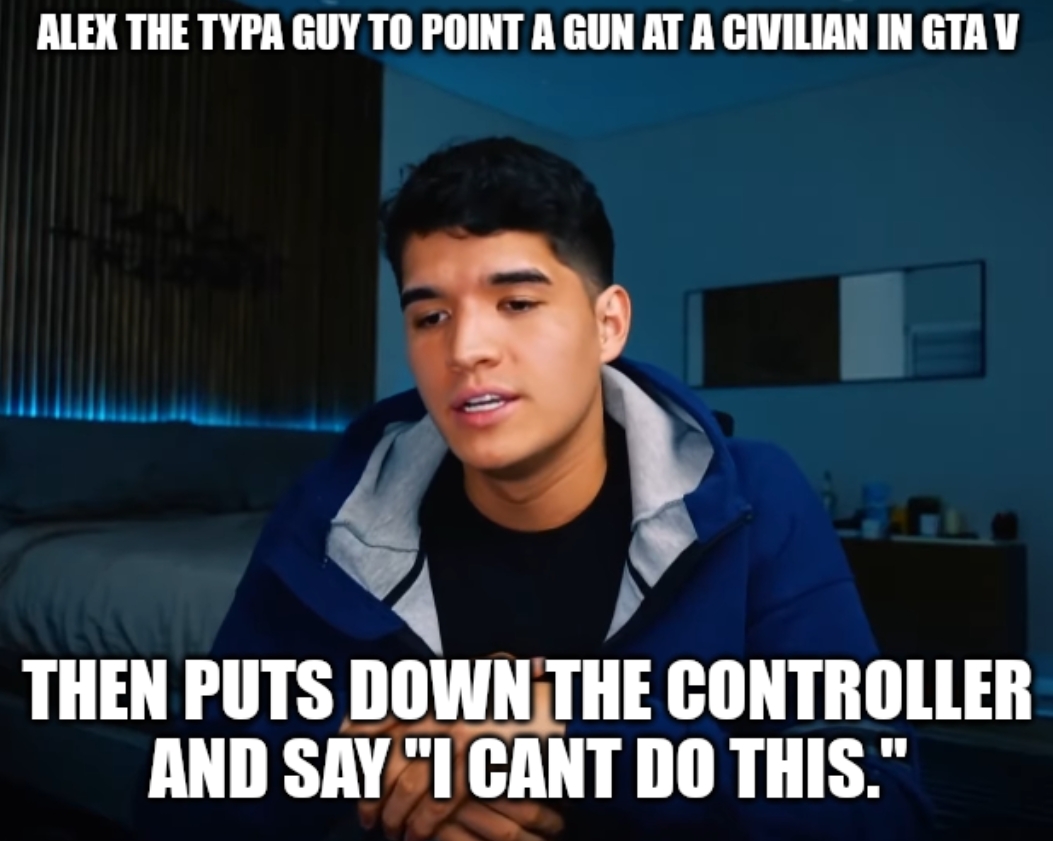 ALEX THE TYPA GUY TO POINT A GUN AT A CIVILIAN IN GTA V
THEN PUTS DOWN THE CONTROLLER
AND SAY "I CANT DO THIS."